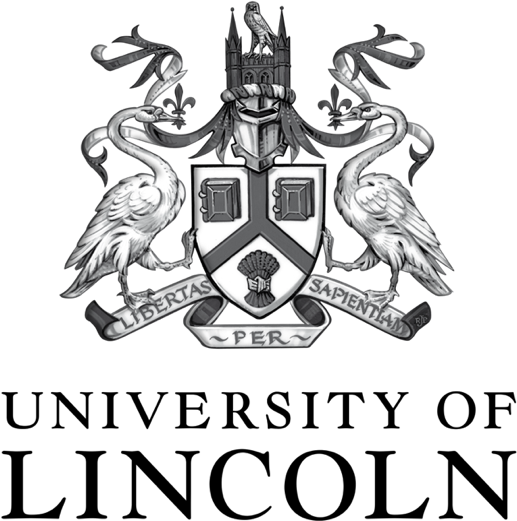 LIBERTAS
~PER~
SAPIENTIAM
UNIVERSITY OF
LINCOLN